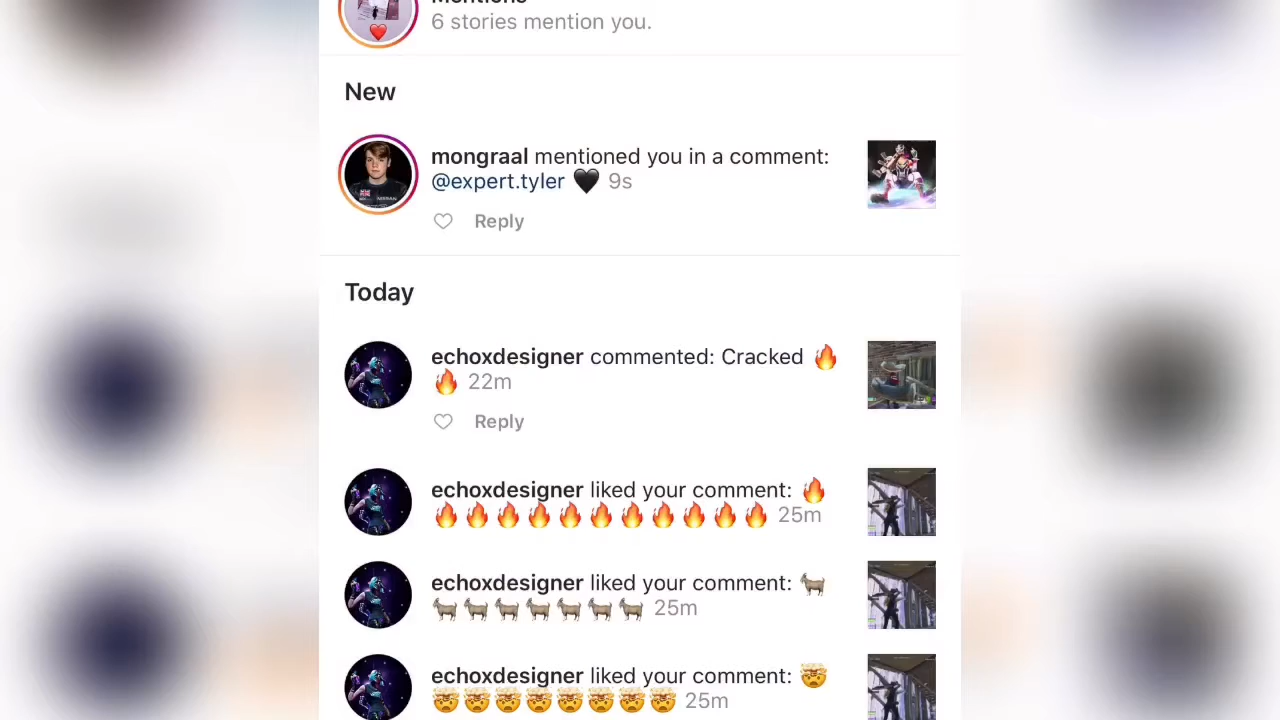 Mentions
6 stories mention you.
New
mongraal mentioned you in a comment:
@expert.tyler 🖤 9s
Reply
Today
echoxdesigner commented: Cracked 🔥
🔥 22m
Reply
echoxdesigner liked your comment: 🔥
🔥🔥🔥🔥🔥🔥🔥🔥🔥🔥🔥 25m
echoxdesigner liked your comment: 🐐
🐐🐐🐐🐐🐐🐐🐐 25m
echoxdesigner liked your comment: 🤯
🤯🤯🤯🤯🤯🤯🤯🤯 25m